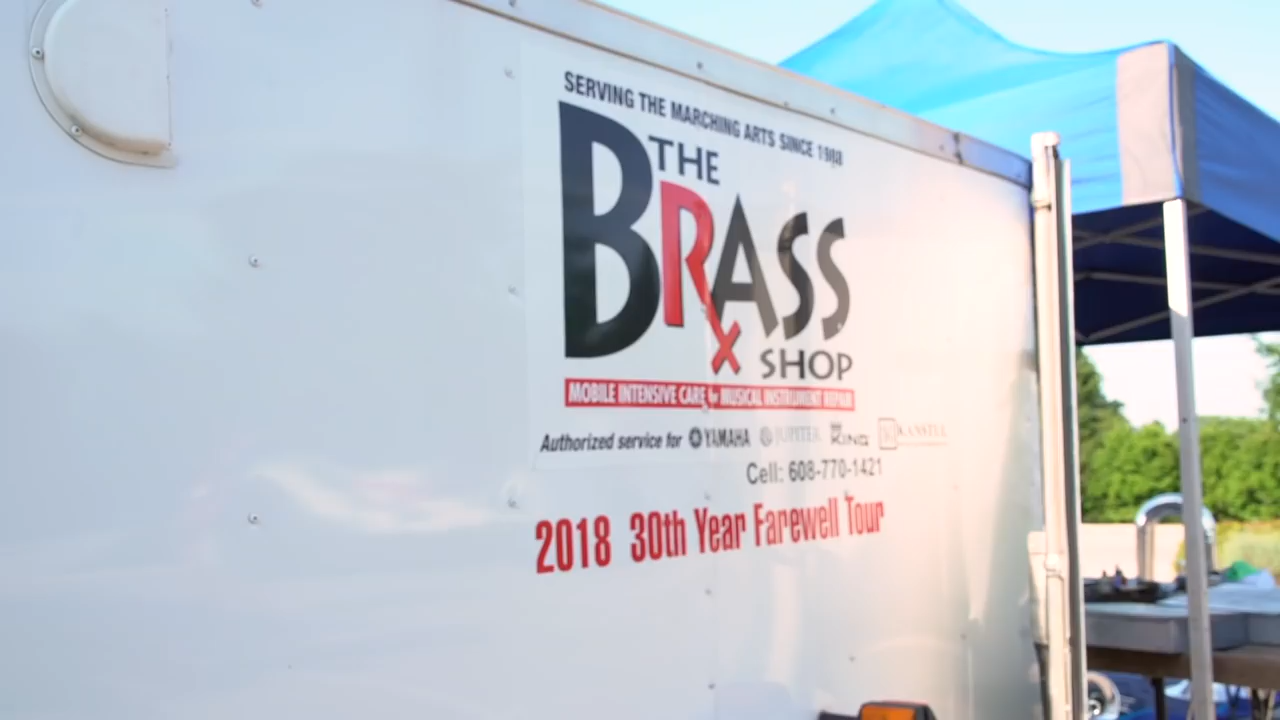 SERVING THE MARCHING ARTS SINCE 1988
THE
BRASS
SHOP
MOBILE INTENSIVE CARE for MUSICAL INSTRUMENT REPAIR
Authorized service for YAMAHA JUPITER KING KANSTUL
Cell: 608-770-1421
2018 30th Year Farewell Tour